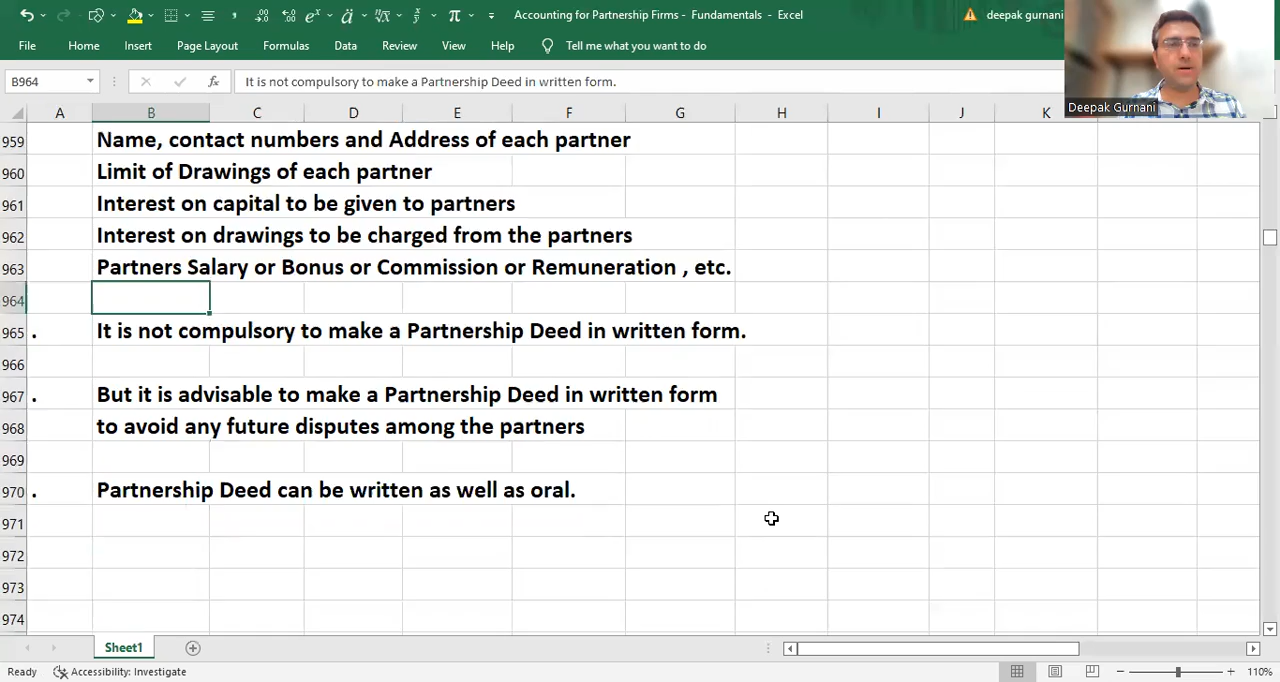 Accounting for Partnership Firms - Fundamentals - Excel
deepak gurnani
File Home Insert Page Layout Formulas Data Review View Help Tell me what you want to do
B964 fx It is not compulsory to make a Partnership Deed in written form.
Deepak Gurnani
A B C D E F G H I J K
959 Name, contact numbers and Address of each partner
960 Limit of Drawings of each partner
961 Interest on capital to be given to partners
962 Interest on drawings to be charged from the partners
963 Partners Salary or Bonus or Commission or Remuneration , etc.
964
965 . It is not compulsory to make a Partnership Deed in written form.
966
967 . But it is advisable to make a Partnership Deed in written form
968 to avoid any future disputes among the partners
969
970 . Partnership Deed can be written as well as oral.
971
972
973
974
Sheet1
Ready Accessibility: Investigate 110%